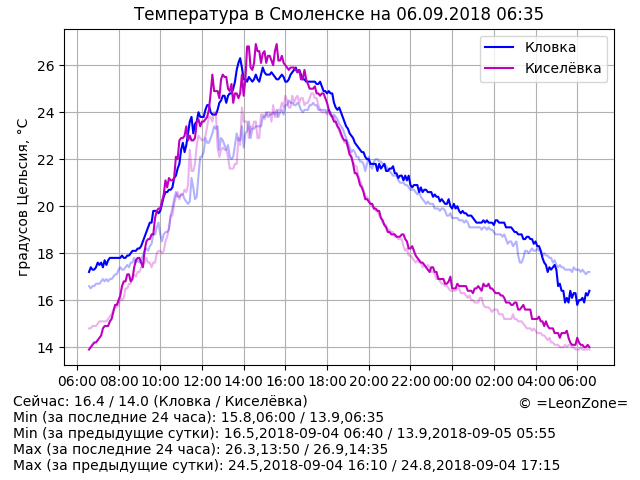 Температура в Смоленске на 06.09.2018 06:35
Кловка
Киселёвка
градусов Цельсия, °C
26
24
22
20
18
16
14
06:00 08:00 10:00 12:00 14:00 16:00 18:00 20:00 22:00 00:00 02:00 04:00 06:00
Сейчас: 16.4 / 14.0 (Кловка / Киселёвка)
© =LeonZone=
Min (за последние 24 часа): 15.8,06:00 / 13.9,06:35
Min (за предыдущие сутки): 16.5,2018-09-04 06:40 / 13.9,2018-09-05 05:55
Max (за последние 24 часа): 26.3,13:50 / 26.9,14:35
Max (за предыдущие сутки): 24.5,2018-09-04 16:10 / 24.8,2018-09-04 17:15